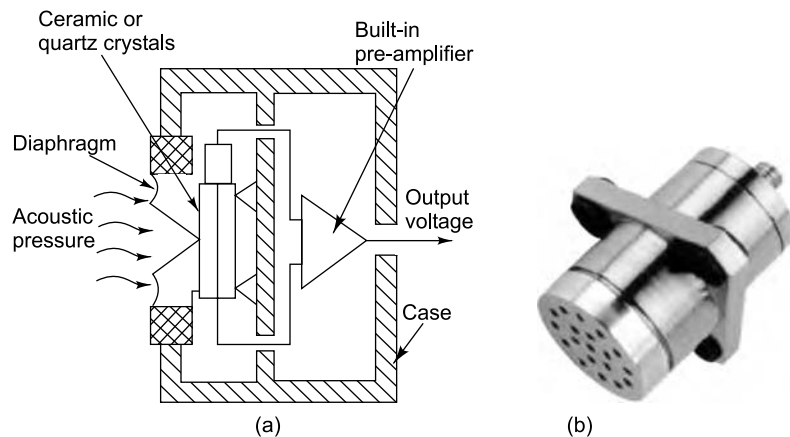 Ceramic or
quartz crystals
Built-in
pre-amplifier
Diaphragm
Acoustic
pressure
Output
voltage
Case
(a)
(b)